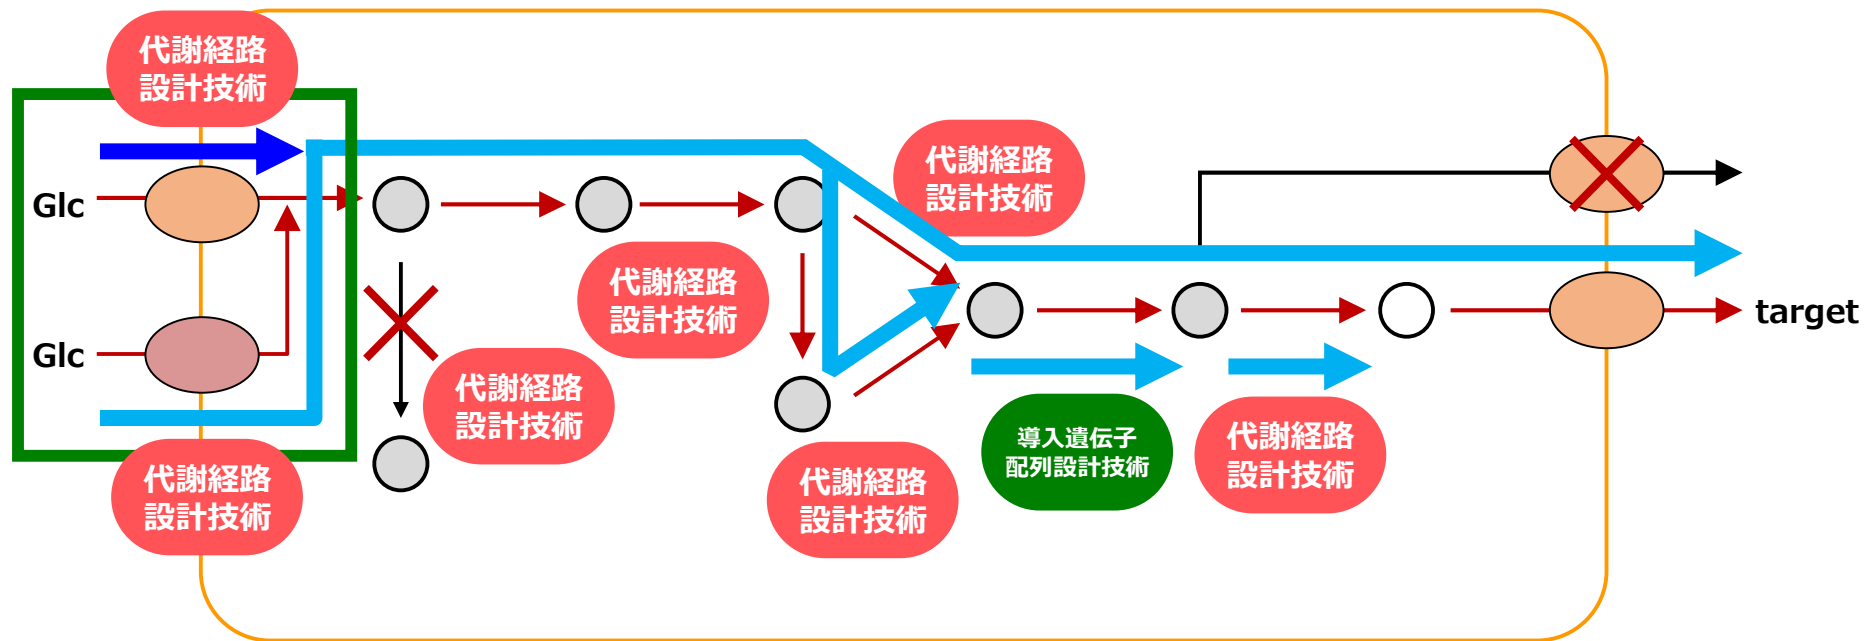 代謝経路
設計技術
Glc
Glc
代謝経路
設計技術
代謝経路
設計技術
代謝経路
設計技術
代謝経路
設計技術
代謝経路
設計技術
導入遺伝子
配列設計技術
代謝経路
設計技術
target